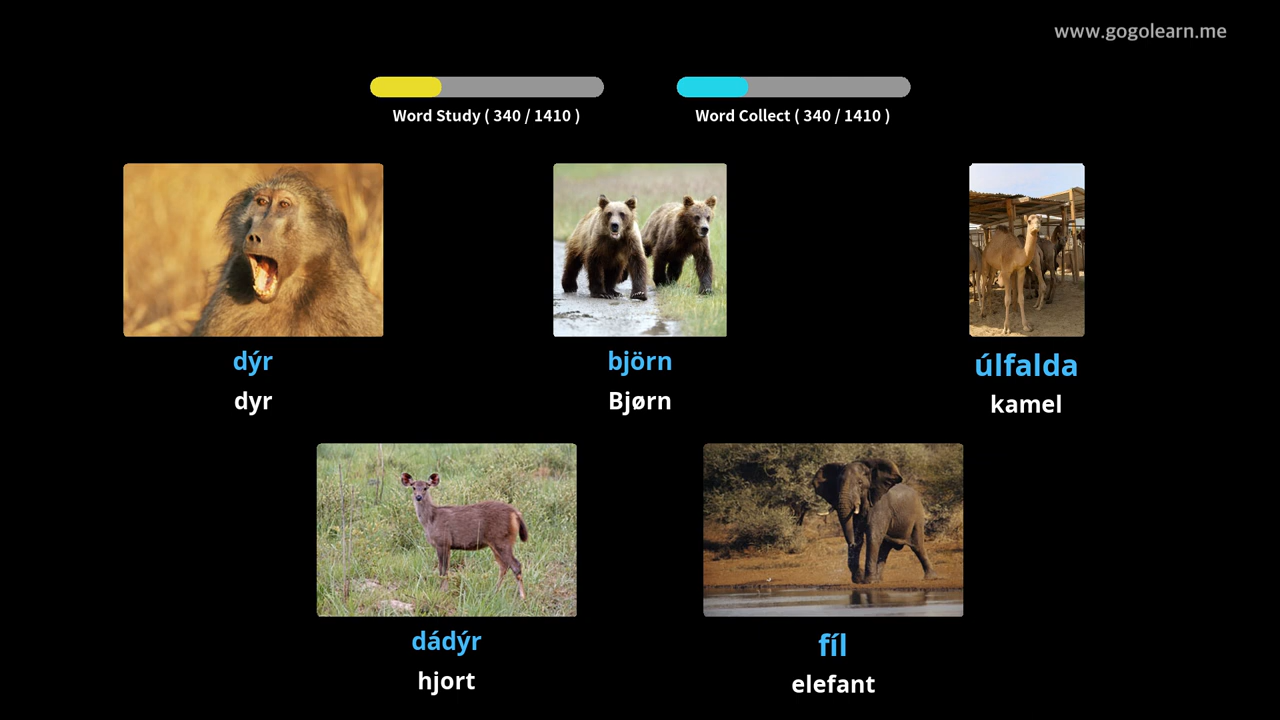 www.gogolearn.me
Word Study ( 340 / 1410 )
Word Collect ( 340 / 1410 )
dýr
dyr
björn
Bjørn
úlfalda
kamel
dádýr
hjort
fíl
elefant